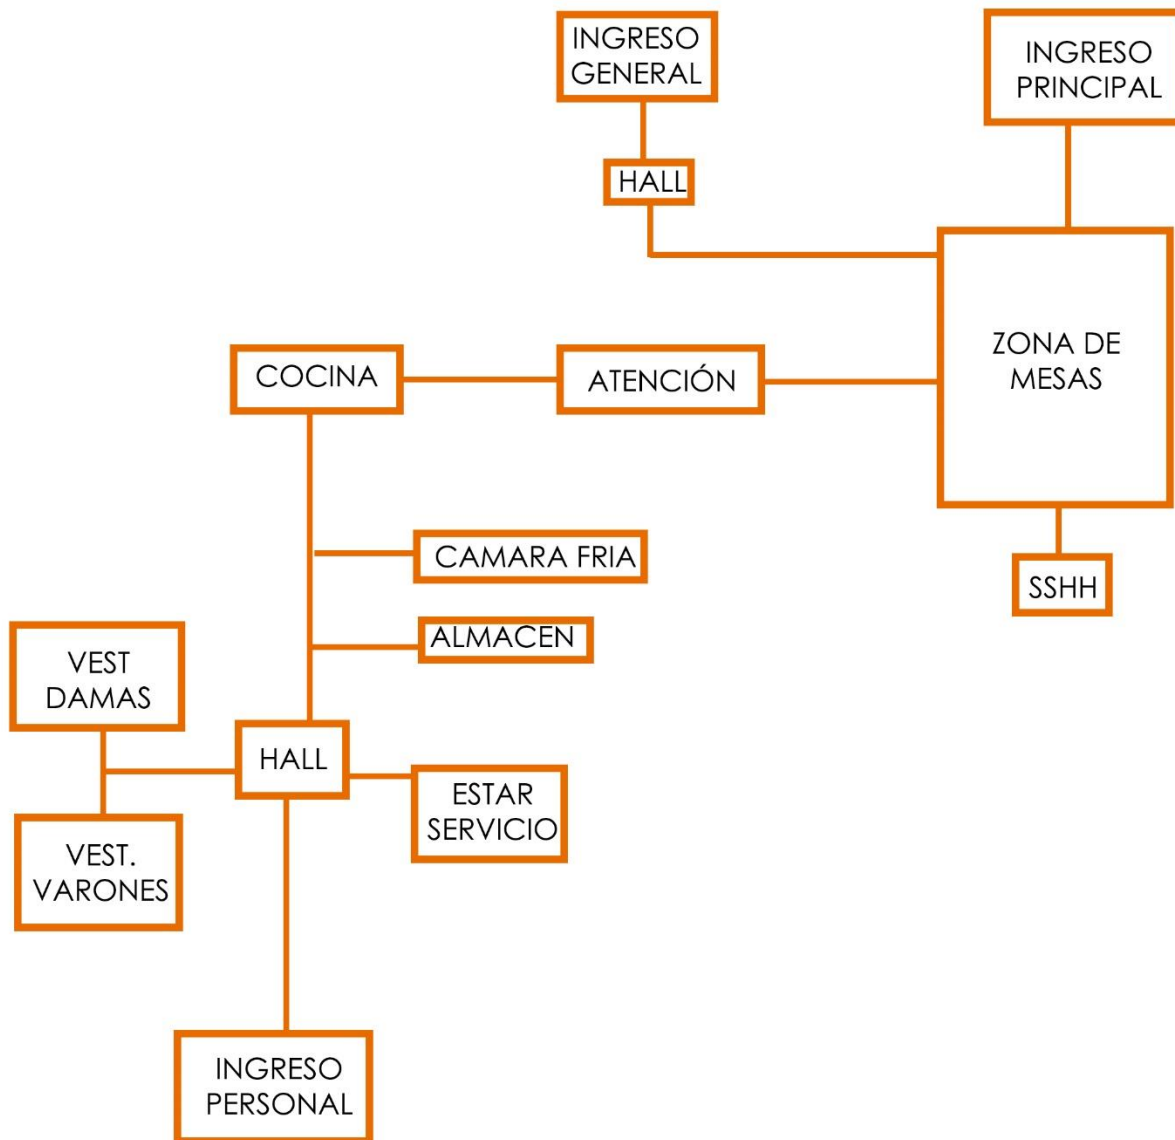 INGRESO
GENERAL
INGRESO
PRINCIPAL
HALL
ZONA DE
MESAS
COCINA
ATENCIÓN
CAMARA FRIA
SSHH
ALMACEN
VEST
DAMAS
HALL
ESTAR
SERVICIO
VEST.
VARONES
INGRESO
PERSONAL